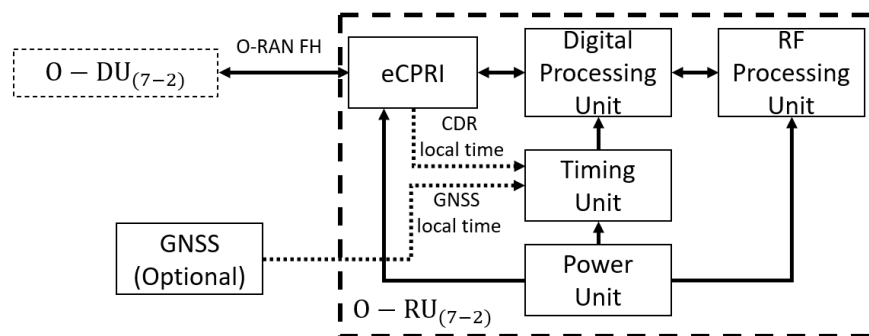 O-RAN FH
O − DU(7−2)
eCPRI
Digital
Processing
Unit
RF
Processing
Unit
CDR
local time
Timing
Unit
GNSS
local time
GNSS
(Optional)
Power
Unit
O − RU(7−2)